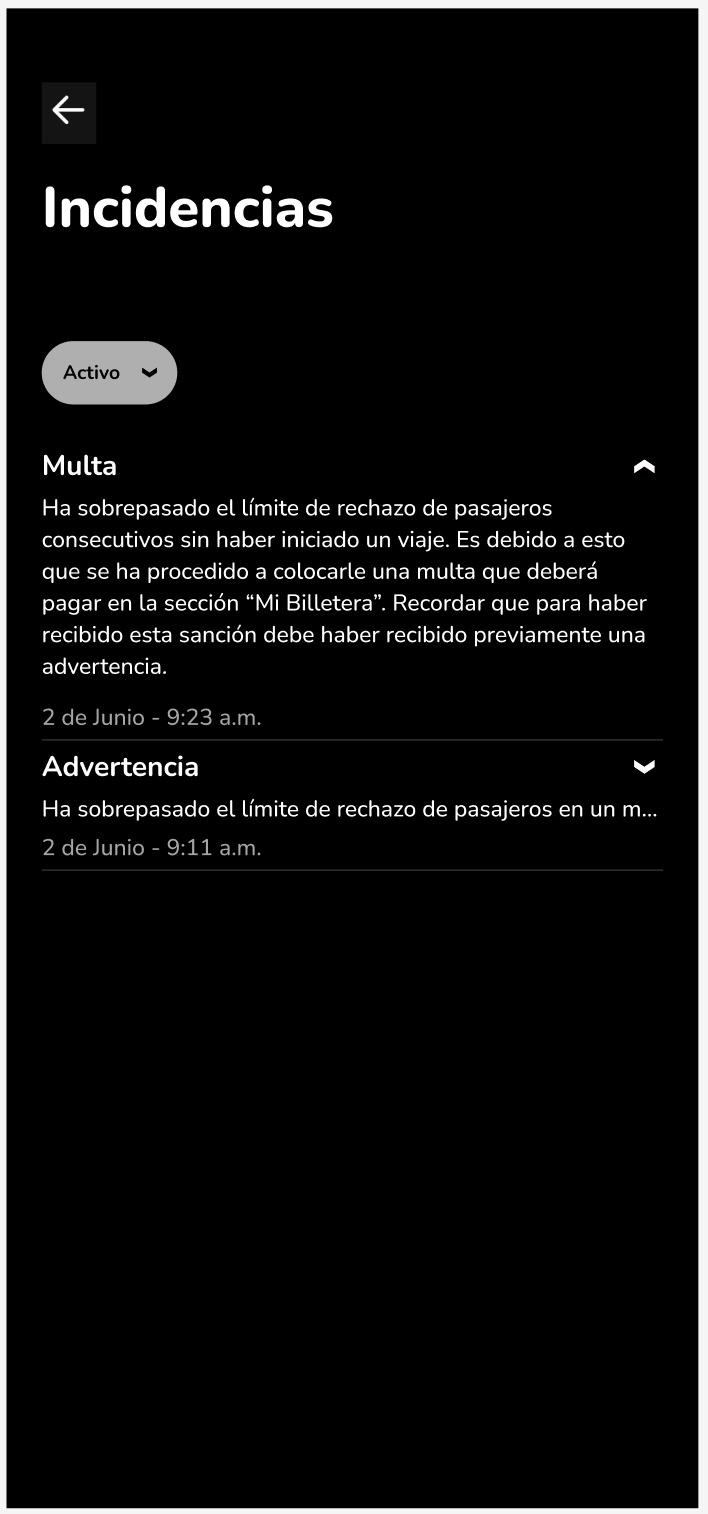 Incidencias
Activo
Multa
Ha sobrepasado el límite de rechazo de pasajeros
consecutivos sin haber iniciado un viaje. Es debido a esto
que se ha procedido a colocarle una multa que deberá
pagar en la sección “Mi Billetera”. Recordar que para haber
recibido esta sanción debe haber recibido previamente una
advertencia.
2 de Junio - 9:23 a.m.
Advertencia
Ha sobrepasado el límite de rechazo de pasajeros en un m...
2 de Junio - 9:11 a.m.